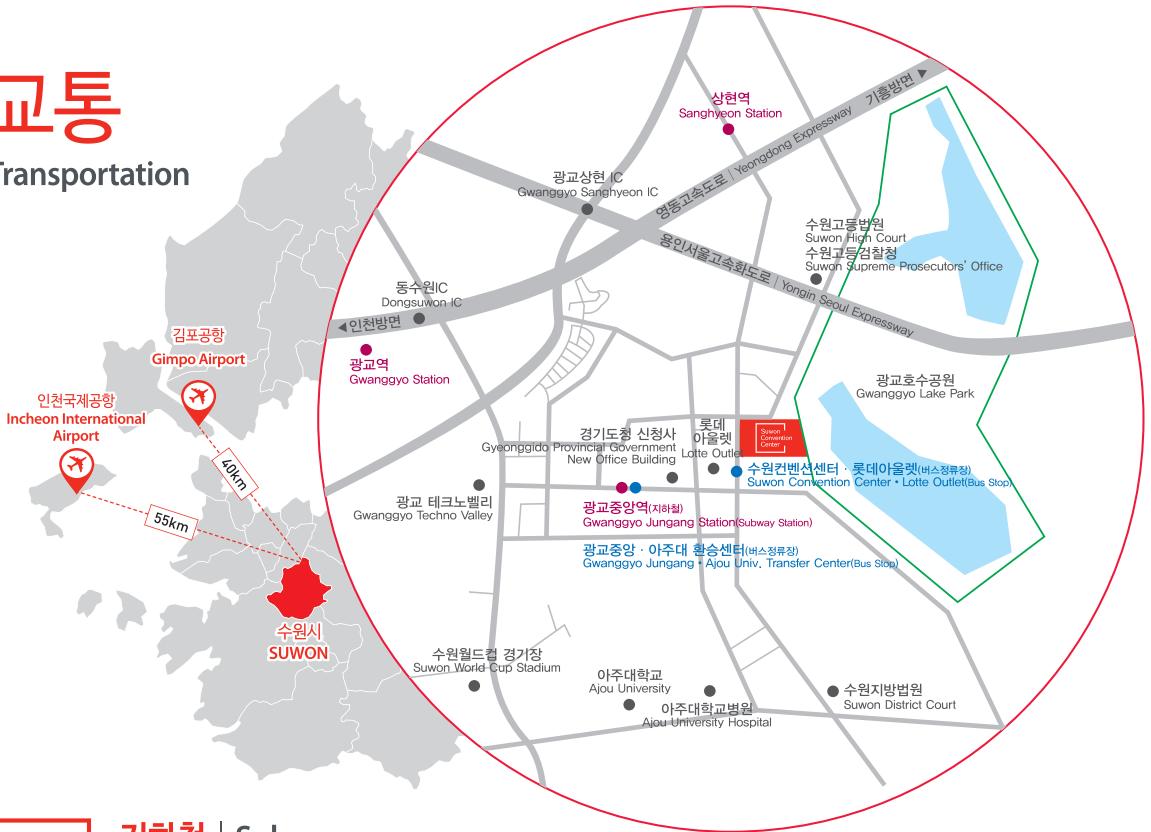 교통
Transportation
김포공항
Gimpo Airport
인천국제공항
Incheon International
Airport
40km
55km
수원시
SUWON
상현역
Sanghyeon Station
기흥방면
영동고속도로 | Yeongdong Expressway
광교상현 IC
Gwanggyo Sanghyeon IC
용인서울고속화도로 | Yongin Seoul Expressway
수원고등법원
Suwon High Court
수원고등검찰청
Suwon Supreme Prosecutors' Office
동수원IC
Dongsuwon IC
인천방면
광교역
Gwanggyo Station
광교호수공원
Gwanggyo Lake Park
경기도청 신청사
Gyeonggido Provincial Government
New Office Building
롯데
아울렛
Lotte Outlet
Suwon
Convention
Center
수원컨벤션센터 · 롯데아울렛(버스정류장)
Suwon Convention Center • Lotte Outlet(Bus Stop)
광교 테크노벨리
Gwanggyo Techno Valley
광교중앙역(지하철)
Gwanggyo Jungang Station(Subway Station)
광교중앙 · 아주대 환승센터(버스정류장)
Gwanggyo Jungang • Ajou Univ. Transfer Center(Bus Stop)
수원월드컵 경기장
Suwon World Cup Stadium
아주대학교
Ajou University
아주대학교병원
Ajou University Hospital
수원지방법원
Suwon District Court